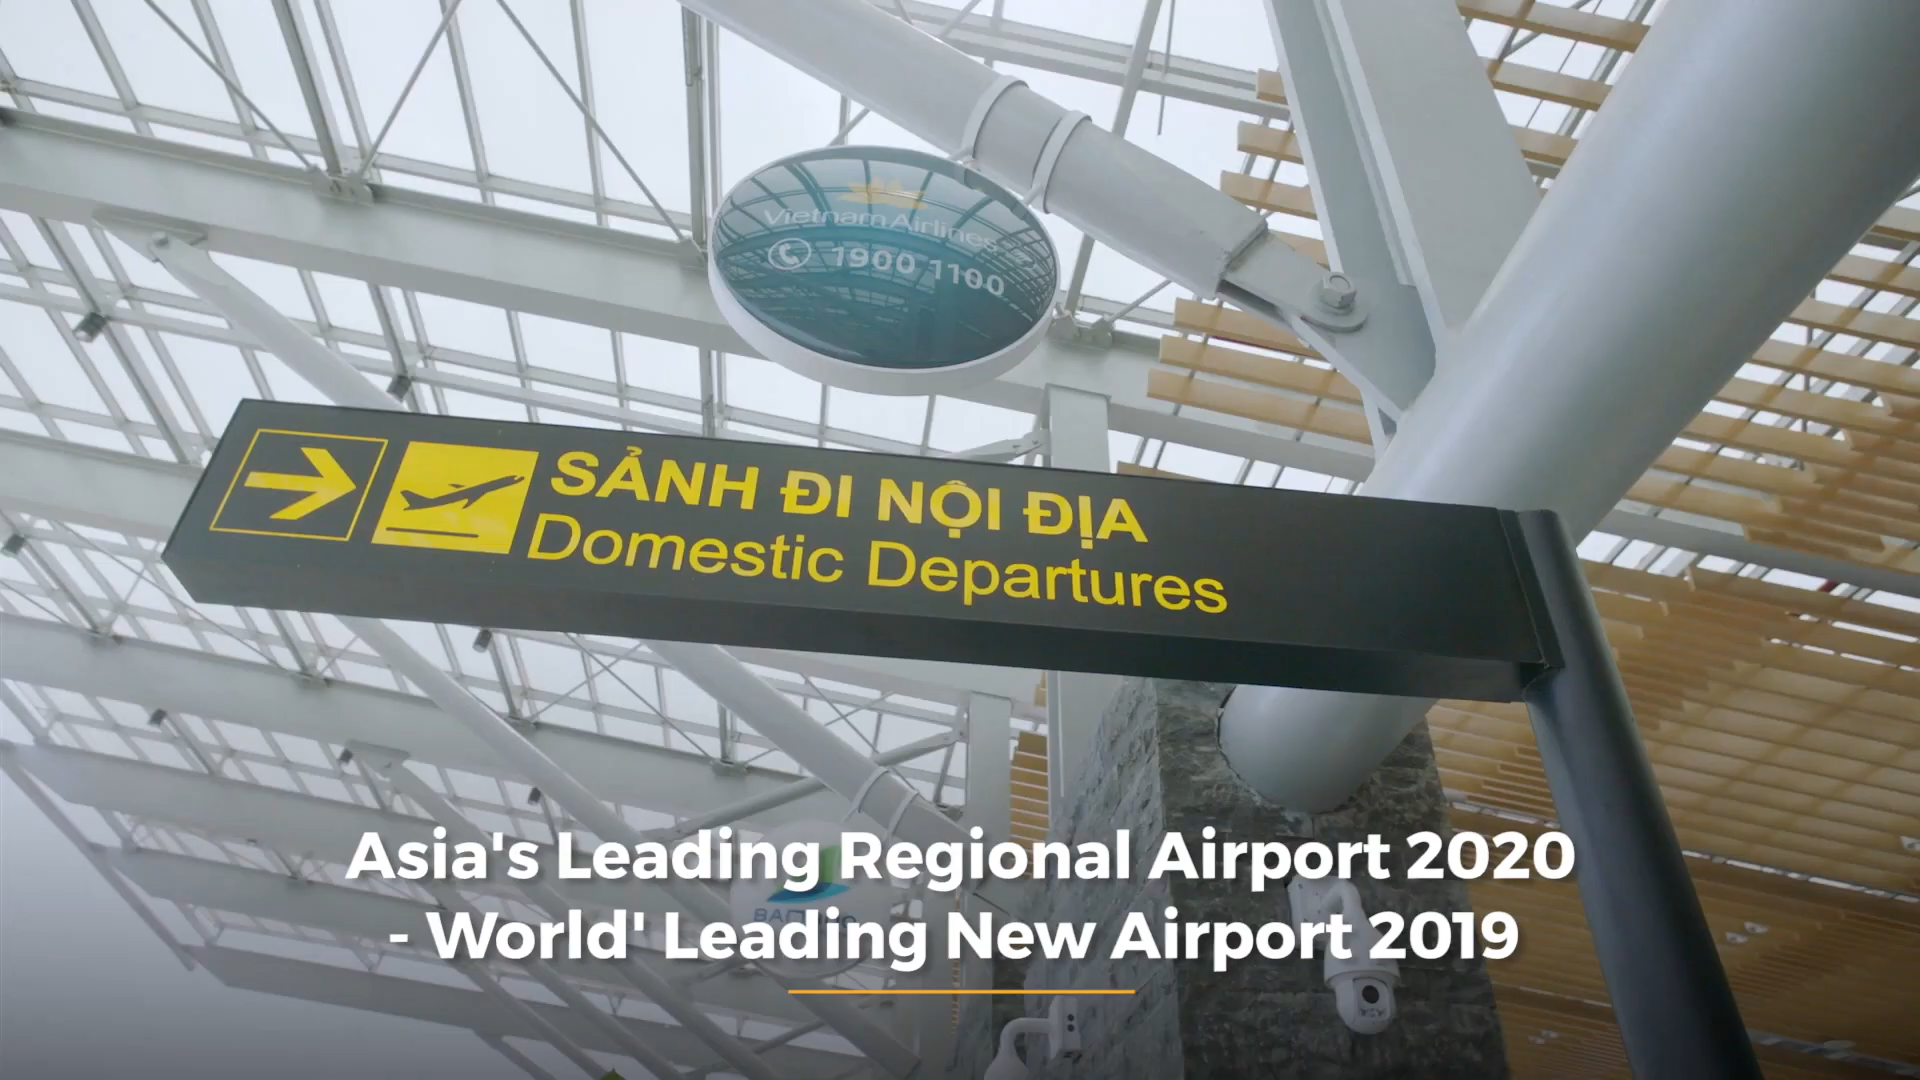 Vietnam Airlines
1900 1100
SẢNH ĐI NỘI ĐỊA
Domestic Departures
Asia's Leading Regional Airport 2020
- World' Leading New Airport 2019